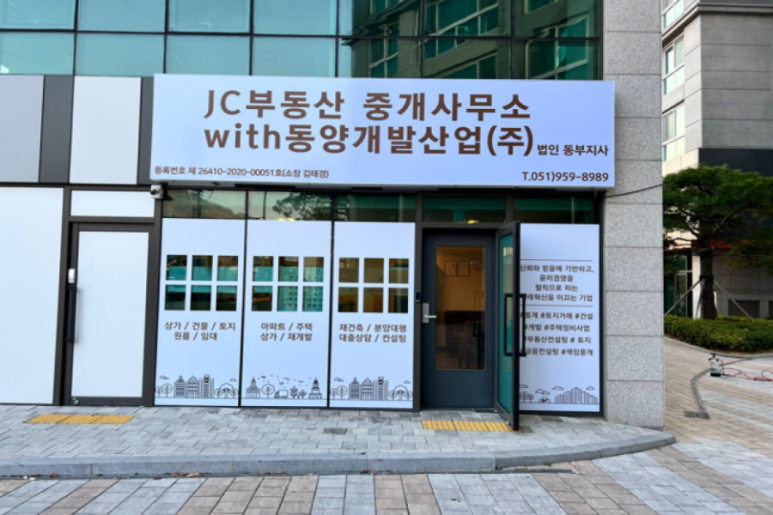 JC부동산 중개사무소
with동양개발산업(주) 법인 동부지사
등록번호 제 26410-2020-00051호(소장 김태경)
T.051)959-8989
상가 / 건물 / 토지
원룸 / 임대
아파트 / 주택
상가 / 재개발
재건축 / 분양대행
대출상담 / 컨설팅
신뢰와 믿음에 기반하고,
윤리경영을
원칙으로 하는
미래혁신을 이끄는 기업
#중개 #토지거래 #건설
#개발 #주택정비사업
#부동산컨설팅 # 토지
#금융컨설팅 #책임중개